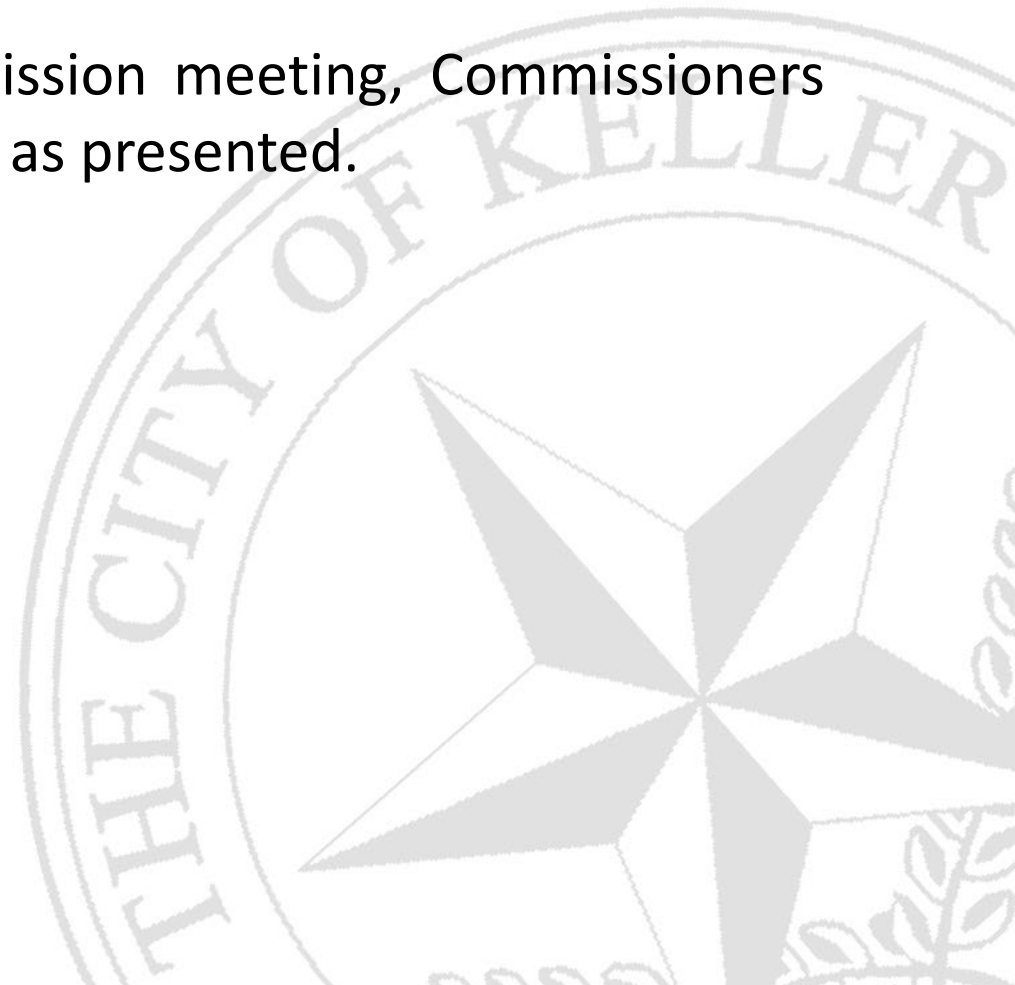 ission meeting, Commissioners
as presented.
THE CITY OF KELLER